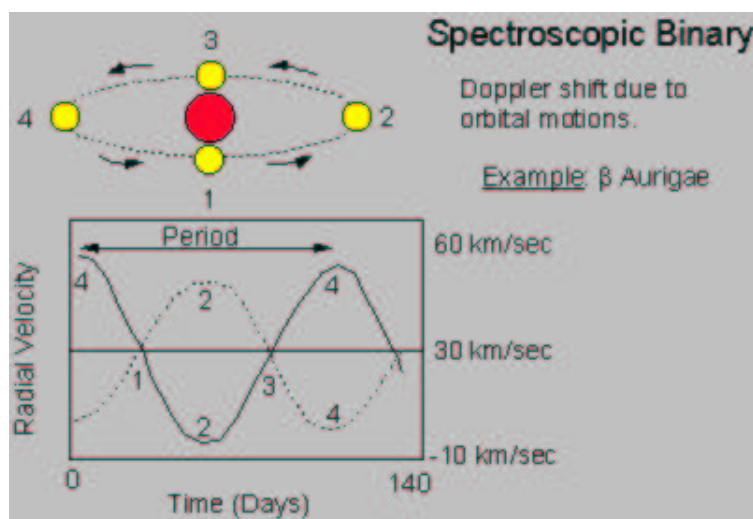 Spectroscopic Binary
Doppler shift due to
orbital motions.
Example: β Aurigae
3
4
2
1
Period
60 km/sec
4
2
4
Radial Velocity
30 km/sec
1
3
2
4
-10 km/sec
0
140
Time (Days)